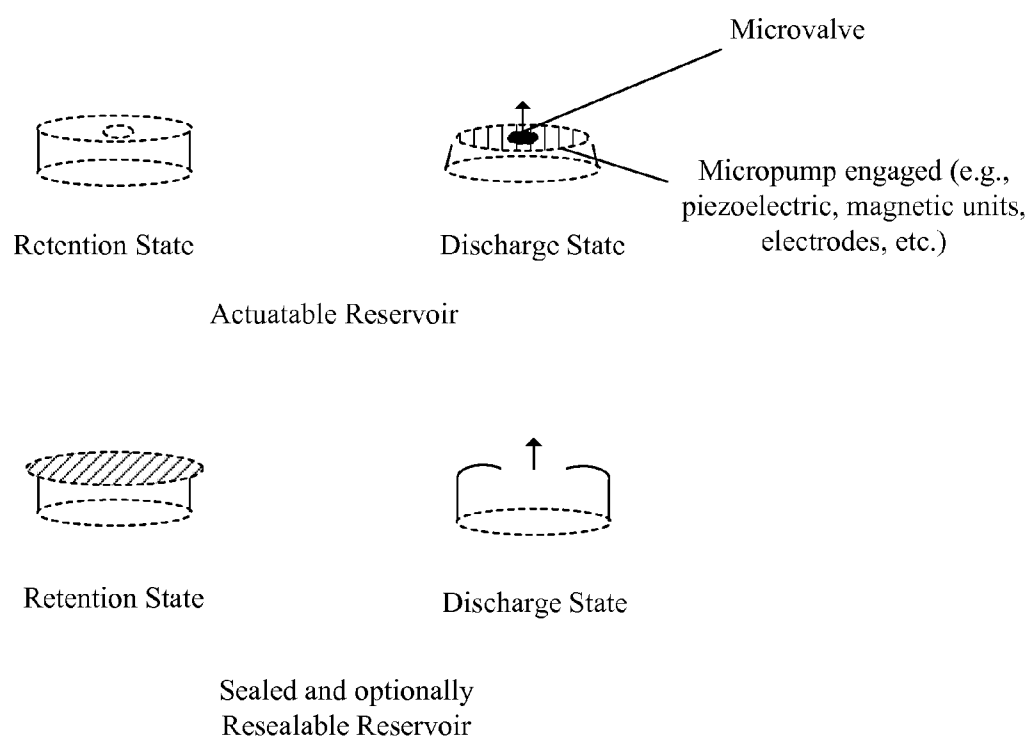 Microvalve
Micropump engaged (e.g.,
piezoelectric, magnetic units,
electrodes, etc.)
Retention State
Discharge State
Actuatable Reservoir
Retention State
Discharge State
Sealed and optionally
Resealable Reservoir